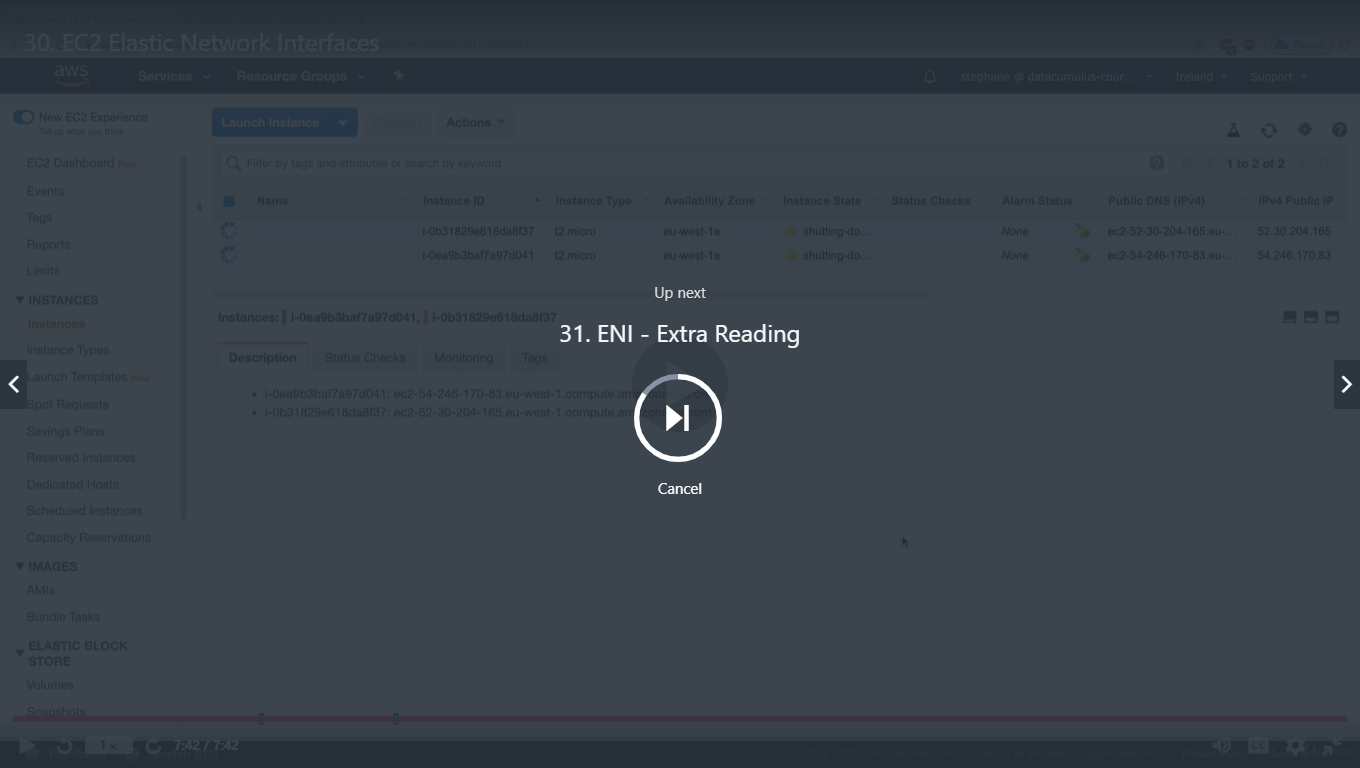 30. EC2 Elastic Network Interfaces
aws
Services
Resource Groups
stephane @ datacumulus-cour...
Ireland
Support
New EC2 Experience
Tell us what you think
Launch Instance
Connect
Actions
EC2 Dashboard New
Events
Tags
Reports
Limits
INSTANCES
Instances
Instance Types
Launch Templates New
Spot Requests
Savings Plans
Reserved Instances
Dedicated Hosts
Scheduled Instances
Capacity Reservations
IMAGES
AMIs
Bundle Tasks
ELASTIC BLOCK
STORE
Volumes
Snapshots
Filter by tags and attributes or search by keyword
1 to 2 of 2
Name Instance ID Instance Type Availability Zone Instance State Status Checks Alarm Status Public DNS (IPv4) IPv4 Public IP
i-0b31829e618da8f37 t2.micro eu-west-1a shutting-do... None ec2-52-30-204-165.eu-... 52.30.204.165
i-0ea9b3baf7a97d041 t2.micro eu-west-1a shutting-do... None ec2-54-246-170-83.eu-... 54.246.170.83
Instances: i-0ea9b3baf7a97d041, i-0b31829e618da8f37
Description Status Checks Monitoring Tags
i-0ea9b3baf7a97d041: ec2-54-246-170-83.eu-west-1.compute.amazonaws.com
i-0b31829e618da8f37: ec2-52-30-204-165.eu-west-1.compute.amazonaws.com
Up next
31. ENI - Extra Reading
Cancel
1 x
7:42 / 7:42
CC